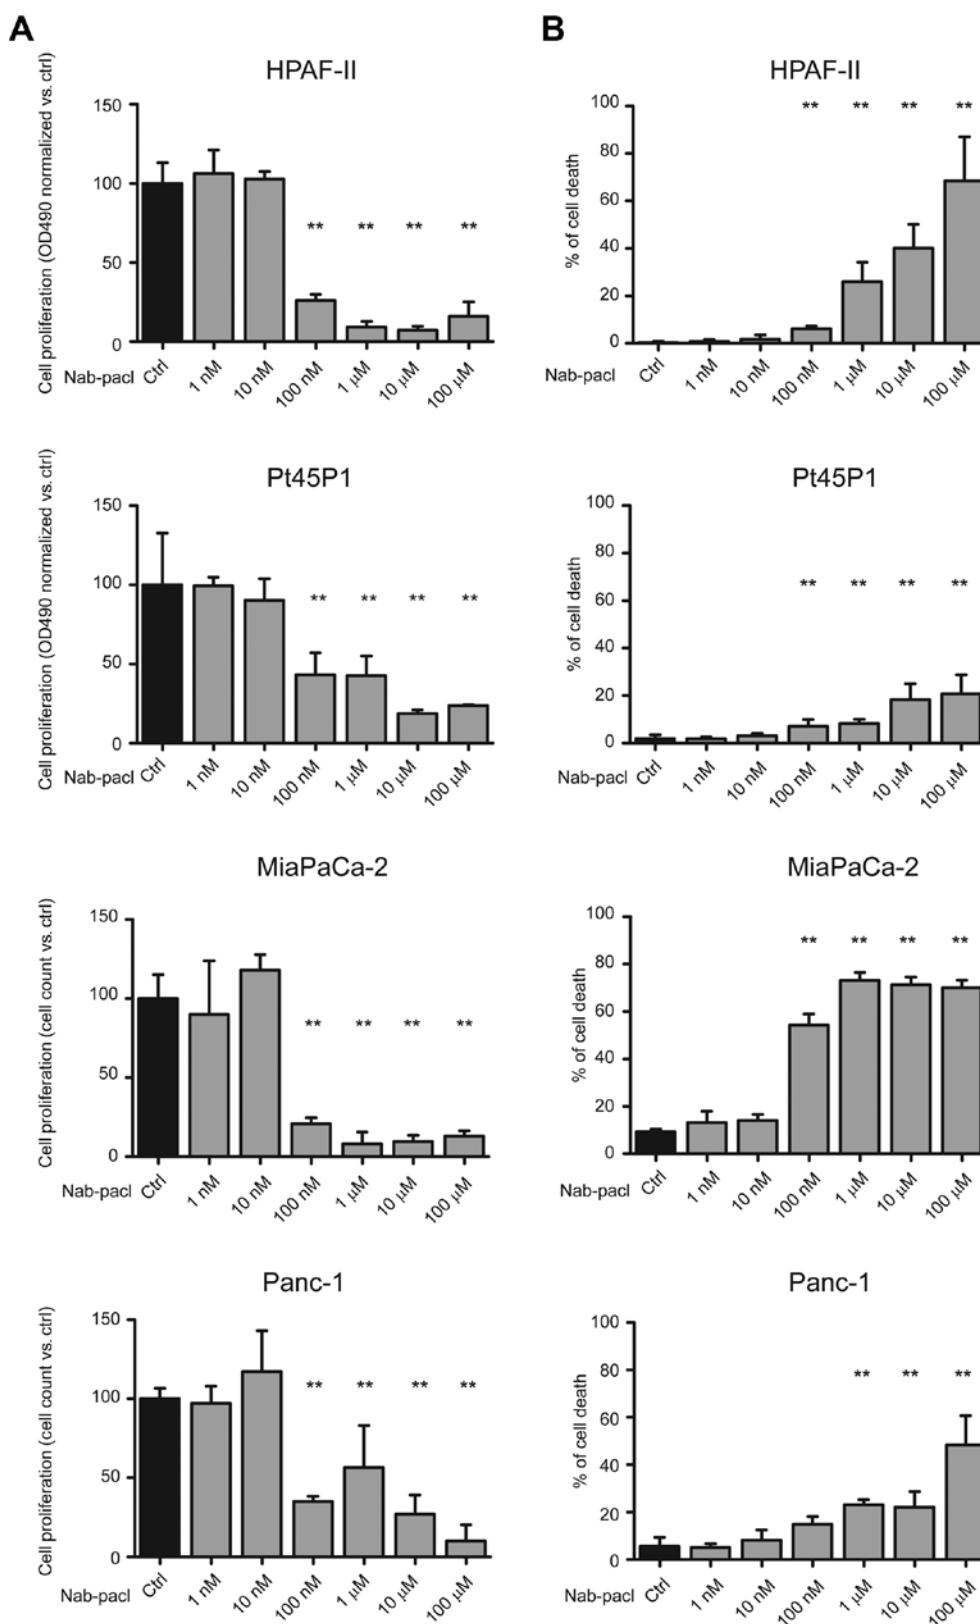 A
HPAF-II
Cell proliferation (OD490 normalized vs. ctrl)
150
100
50
0
** ** ** **
Nab-pacl Ctrl 1 nM 10 nM 100 nM 1 μM 10 μM 100 μM
B
HPAF-II
% of cell death
100
80
60
40
20
0
** ** ** **
Nab-pacl Ctrl 1 nM 10 nM 100 nM 1 μM 10 μM 100 μM
Pt45P1
Cell proliferation (OD490 normalized vs. ctrl)
150
100
50
0
** ** ** **
Nab-pacl Ctrl 1 nM 10 nM 100 nM 1 μM 10 μM 100 μM
Pt45P1
% of cell death
100
80
60
40
20
0
** ** ** **
Nab-pacl Ctrl 1 nM 10 nM 100 nM 1 μM 10 μM 100 μM
MiaPaCa-2
Cell proliferation (cell count vs. ctrl)
150
100
50
0
** ** ** **
Nab-pacl Ctrl 1 nM 10 nM 100 nM 1 μM 10 μM 100 μM
MiaPaCa-2
% of cell death
100
80
60
40
20
0
** ** ** **
Nab-pacl Ctrl 1 nM 10 nM 100 nM 1 μM 10 μM 100 μM
Panc-1
Cell proliferation (cell count vs. ctrl)
150
100
50
0
** ** ** **
Nab-pacl Ctrl 1 nM 10 nM 100 nM 1 μM 10 μM 100 μM
Panc-1
% of cell death
100
80
60
40
20
0
** ** **
Nab-pacl Ctrl 1 nM 10 nM 100 nM 1 μM 10 μM 100 μM